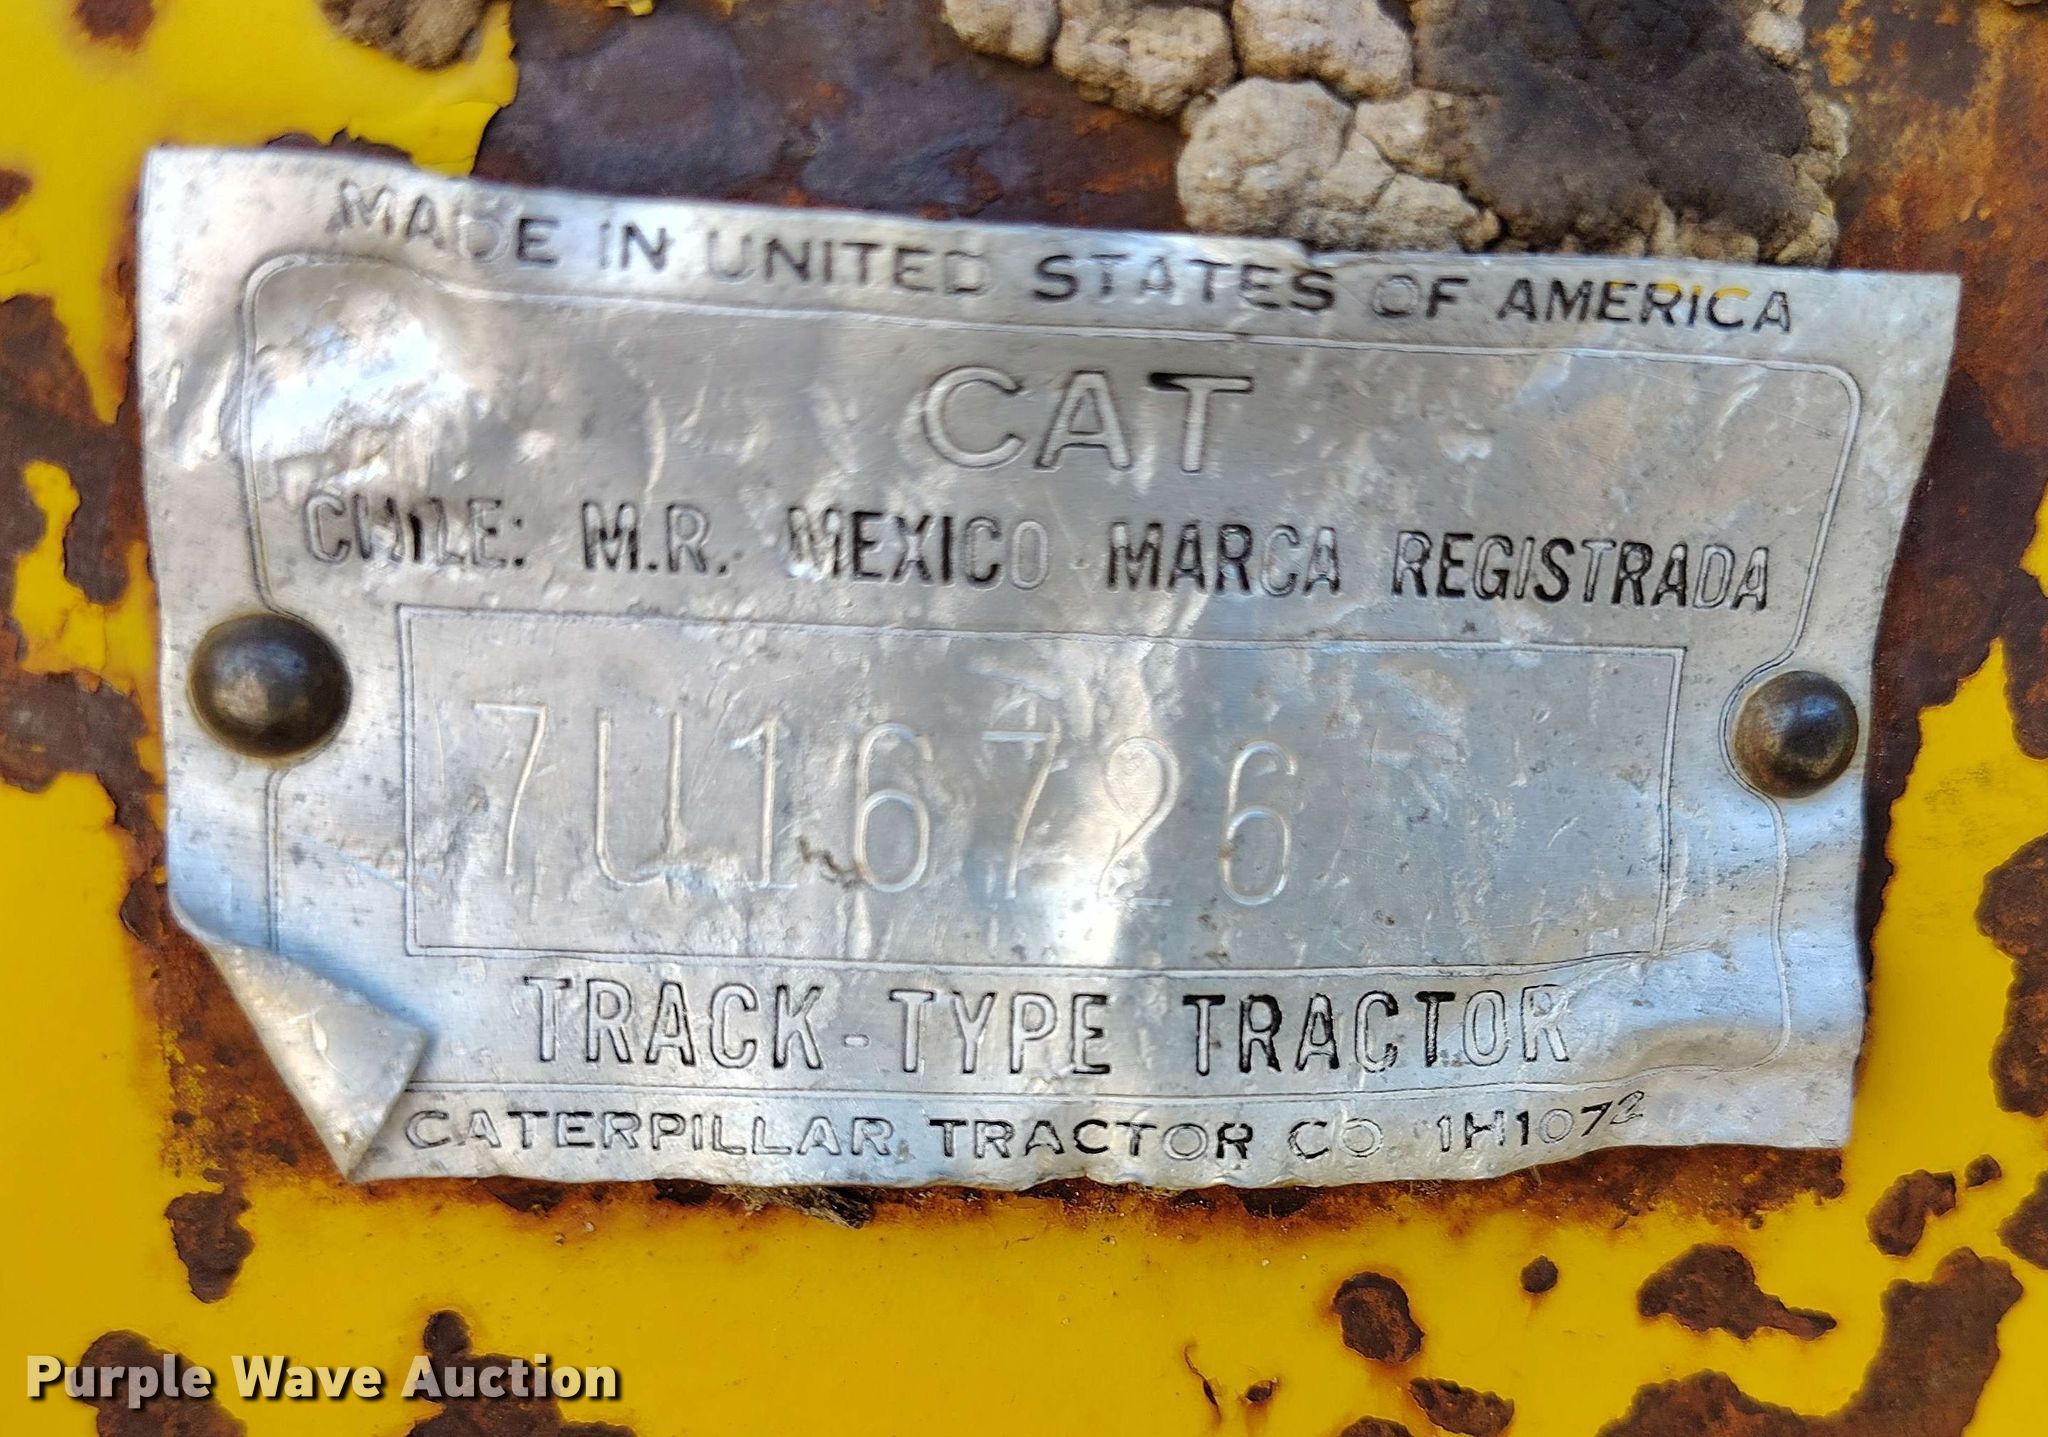 MADE IN UNITED STATES OF AMERICA
CAT
CHILE: M.R. MEXICO MARCA REGISTRADA
7U16726
TRACK-TYPE TRACTOR
CATERPILLAR TRACTOR CO 1H1072
Purple Wave Auction